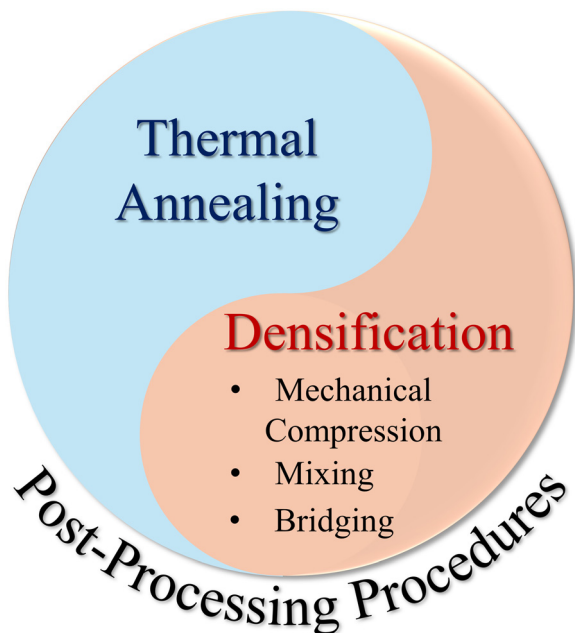 Thermal
Annealing
Densification
• Mechanical
Compression
• Mixing
• Bridging
Post-Processing Procedures